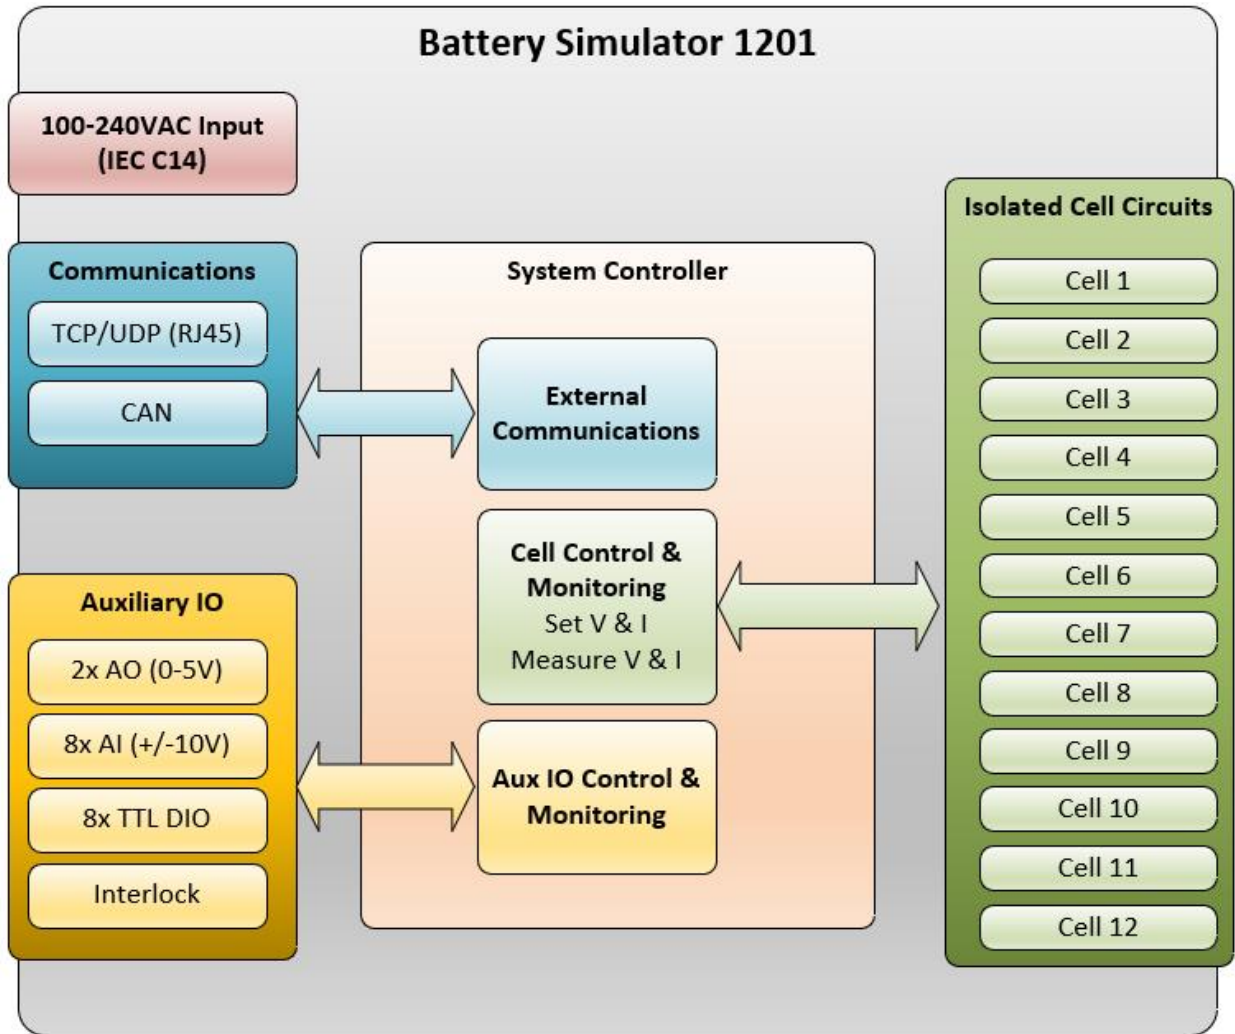 Battery Simulator 1201
100-240VAC Input
(IEC C14)
Communications
TCP/UDP (RJ45)
CAN
Auxiliary IO
2x AO (0-5V)
8x AI (+/-10V)
8x TTL DIO
Interlock
System Controller
External
Communications
Cell Control &
Monitoring
Set V & I
Measure V & I
Aux IO Control &
Monitoring
Isolated Cell Circuits
Cell 1
Cell 2
Cell 3
Cell 4
Cell 5
Cell 6
Cell 7
Cell 8
Cell 9
Cell 10
Cell 11
Cell 12